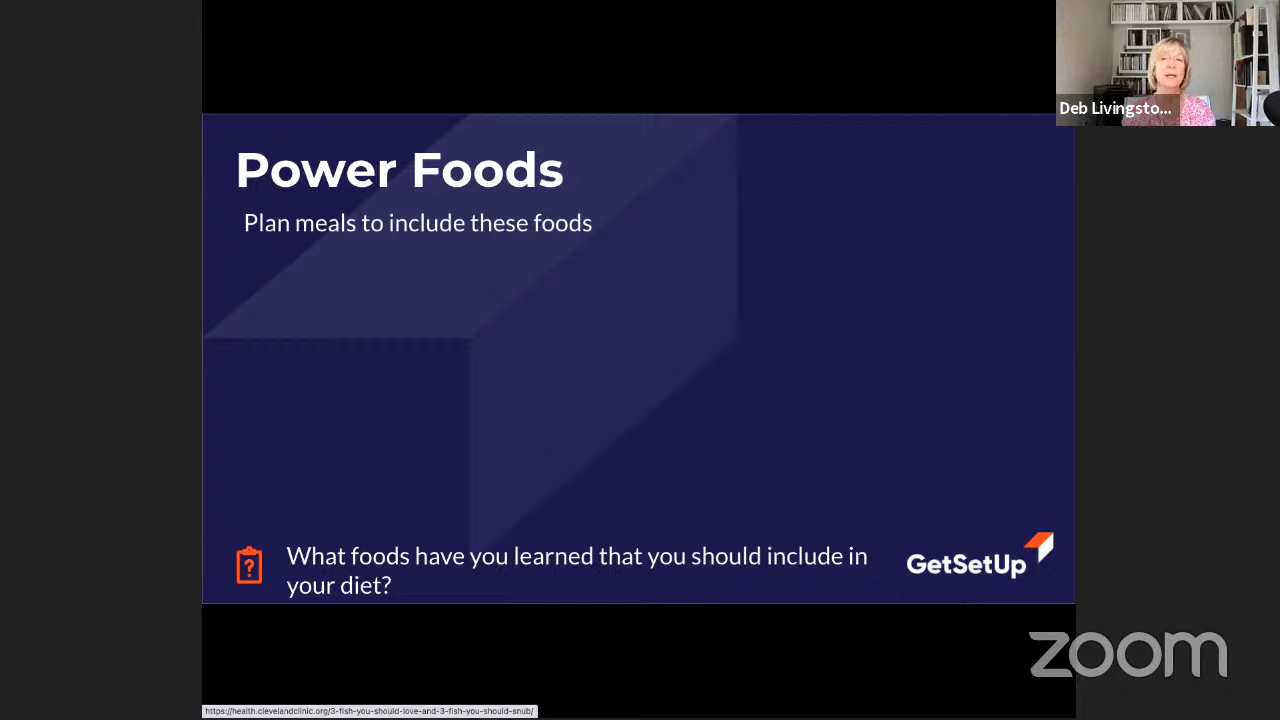 Deb Livingsto...
Power Foods
Plan meals to include these foods
What foods have you learned that you should include in
your diet?
GetSetUp
zoom
https://health.clevelandclinic.org/3-fish-you-should-love-and-3-fish-you-should-snub/